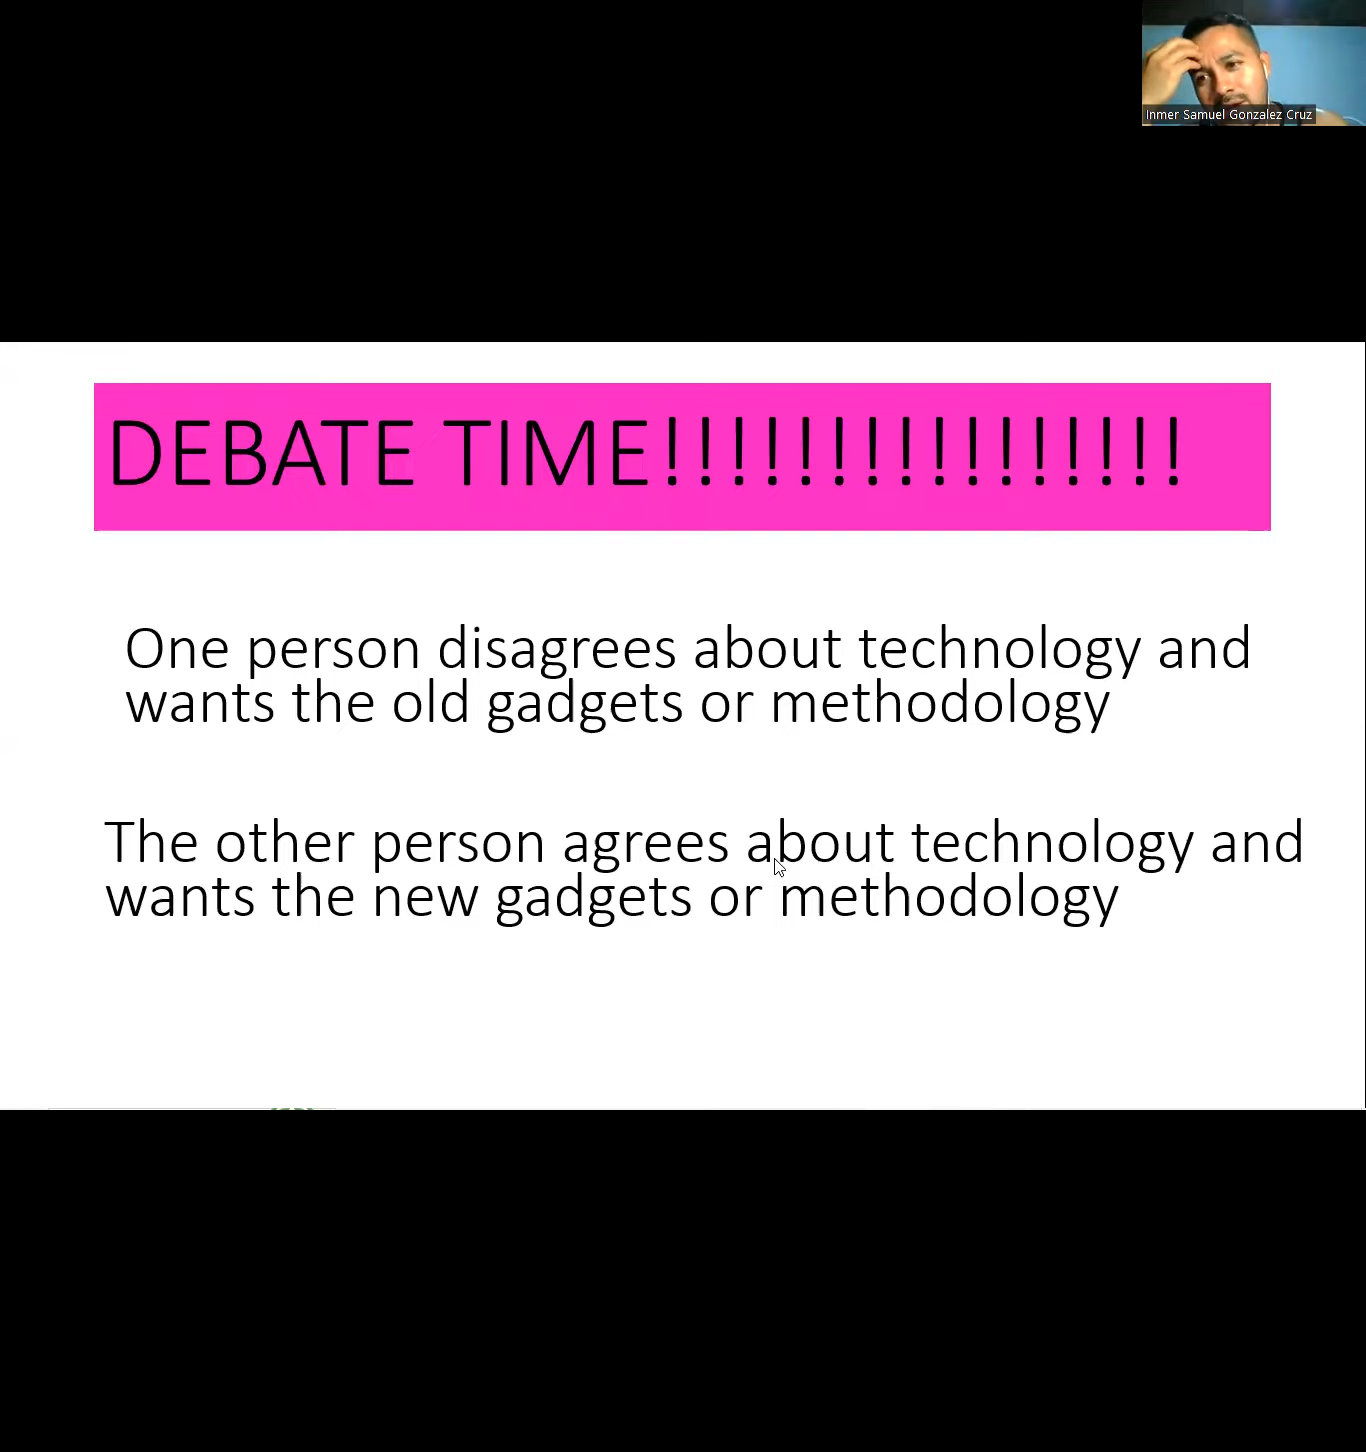 Inmer Samuel Gonzalez Cruz
DEBATE TIME!!!!!!!!!!!!!!!!
One person disagrees about technology and
wants the old gadgets or methodology
The other person agrees about technology and
wants the new gadgets or methodology